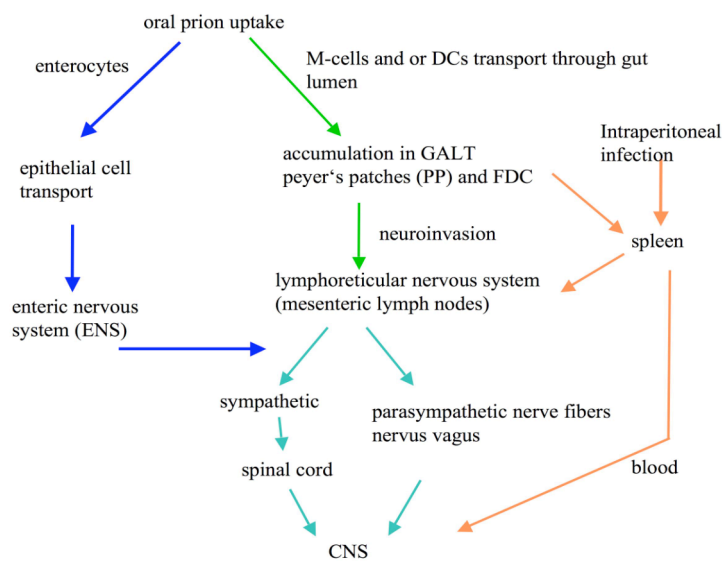 oral prion uptake
enterocytes
M-cells and or DCs transport through gut
lumen
Intraperitoneal
infection
epithelial cell
transport
accumulation in GALT
peyer‘s patches (PP) and FDC
neuroinvasion
spleen
lymphoreticular nervous system
(mesenteric lymph nodes)
enteric nervous
system (ENS)
sympathetic
parasympathetic nerve fibers
nervus vagus
spinal cord
blood
CNS